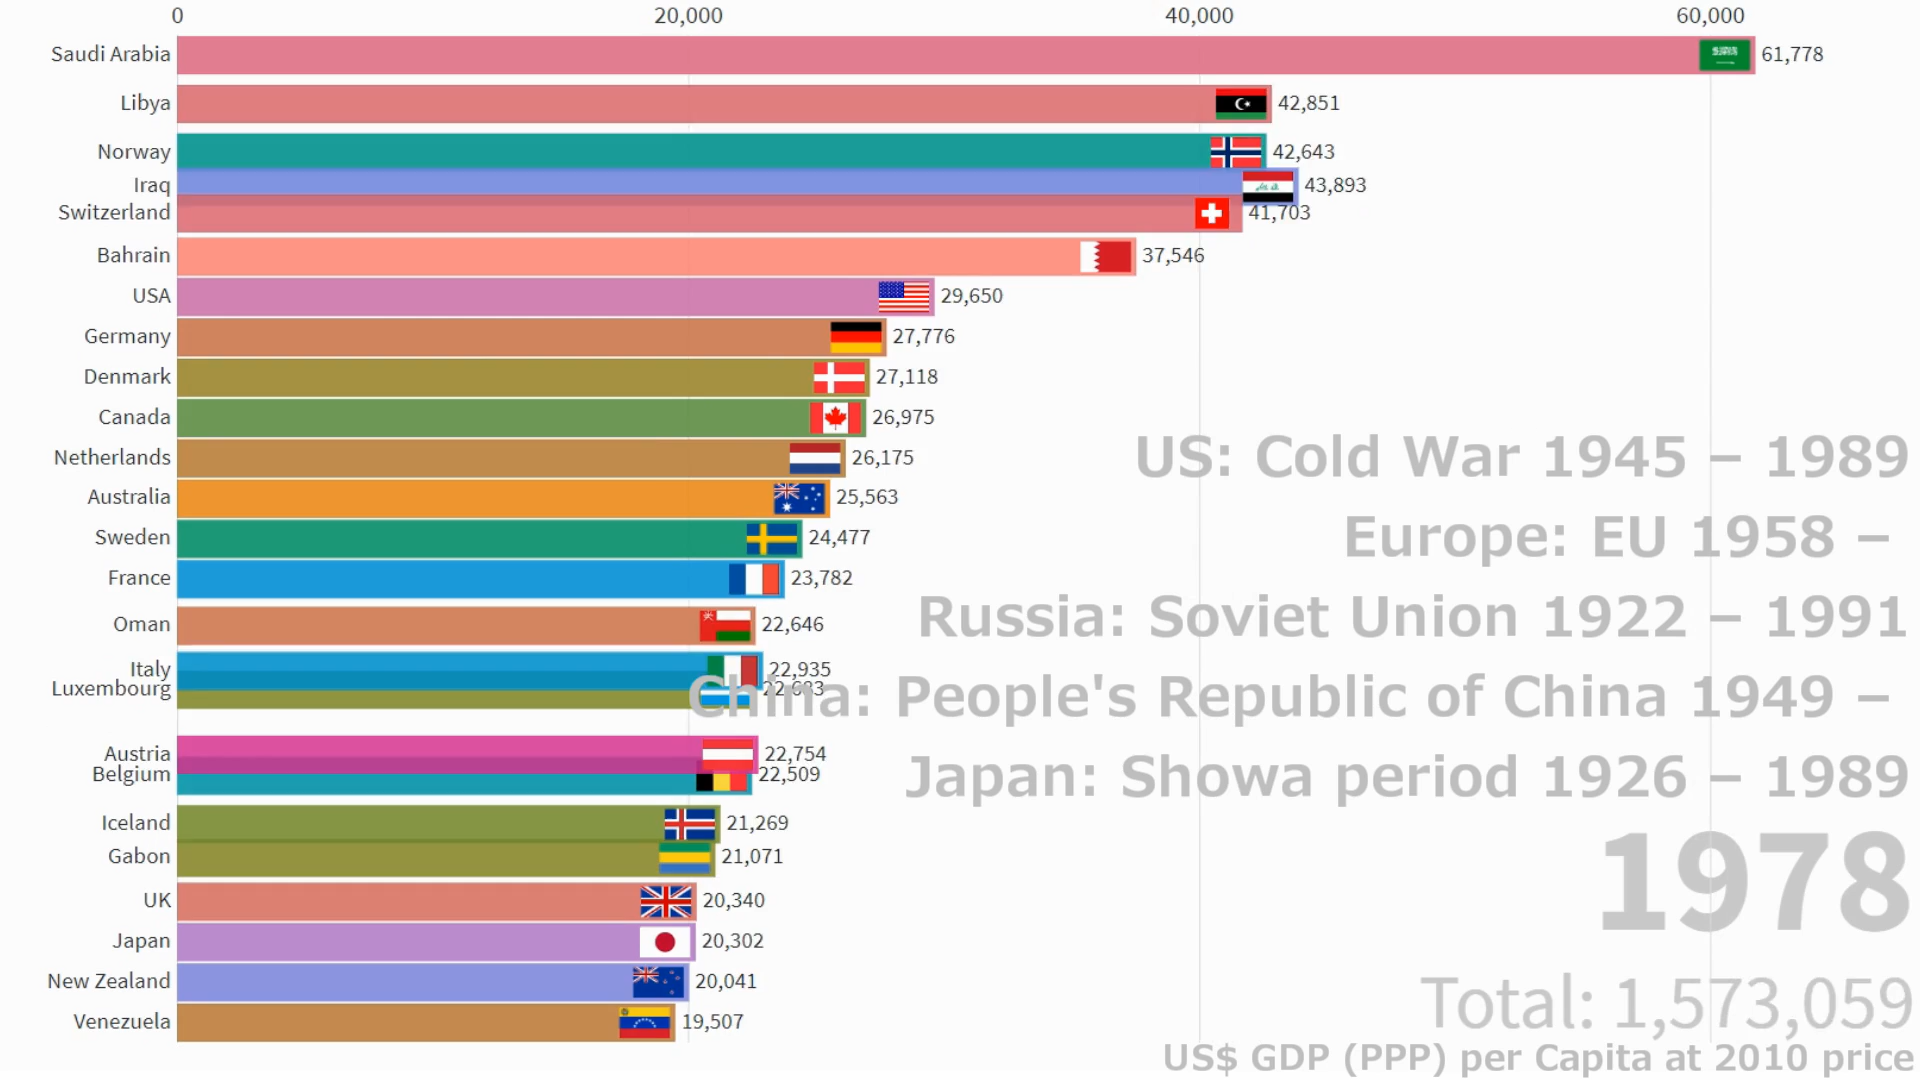 0 20,000 40,000 60,000
Saudi Arabia 61,778
Libya 42,851
Norway 42,643
Iraq 43,893
Switzerland 41,703
Bahrain 37,546
USA 29,650
Germany 27,776
Denmark 27,118
Canada 26,975
Netherlands 26,175
Australia 25,563
Sweden 24,477
France 23,782
Oman 22,646
Italy 22,935
Luxembourg
Austria 22,754
Belgium 22,509
Iceland 21,269
Gabon 21,071
UK 20,340
Japan 20,302
New Zealand 20,041
Venezuela 19,507
US: Cold War 1945 – 1989
Europe: EU 1958 –
Russia: Soviet Union 1922 – 1991
China: People's Republic of China 1949 –
Japan: Showa period 1926 – 1989
1978
Total: 1,573,059
US$ GDP (PPP) per Capita at 2010 price